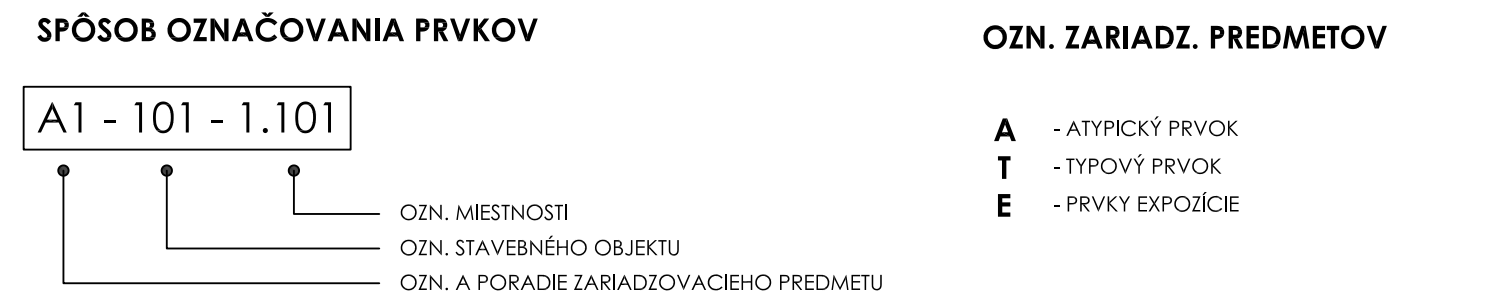 SPÔSOB OZNAČOVANIA PRVKOV
A1 - 101 - 1.101
OZN. MIESTNOSTI
OZN. STAVEBNÉHO OBJEKTU
OZN. A PORADIE ZARIADZOVACIEHO PREDMETU
OZN. ZARIADZ. PREDMETOV
A - ATYPICKÝ PRVOK
T - TYPOVÝ PRVOK
E - PRVKY EXPOZÍCIE